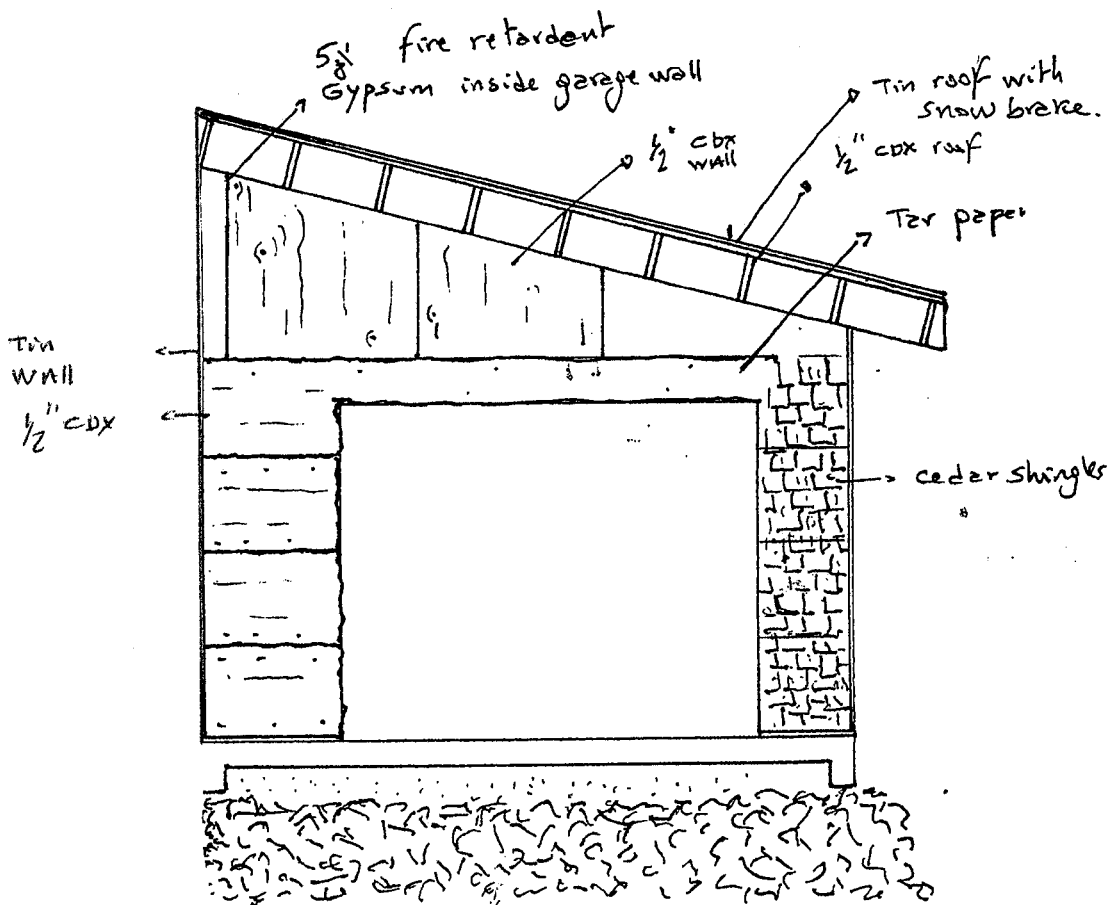 5/8" fire retardent
Gypsum inside garage wall
Tin roof with
snow brake.
1/2" CDX
wall
1/2" CDX roof
Tar paper
Tin
wall
1/2" CDX
cedar shingles